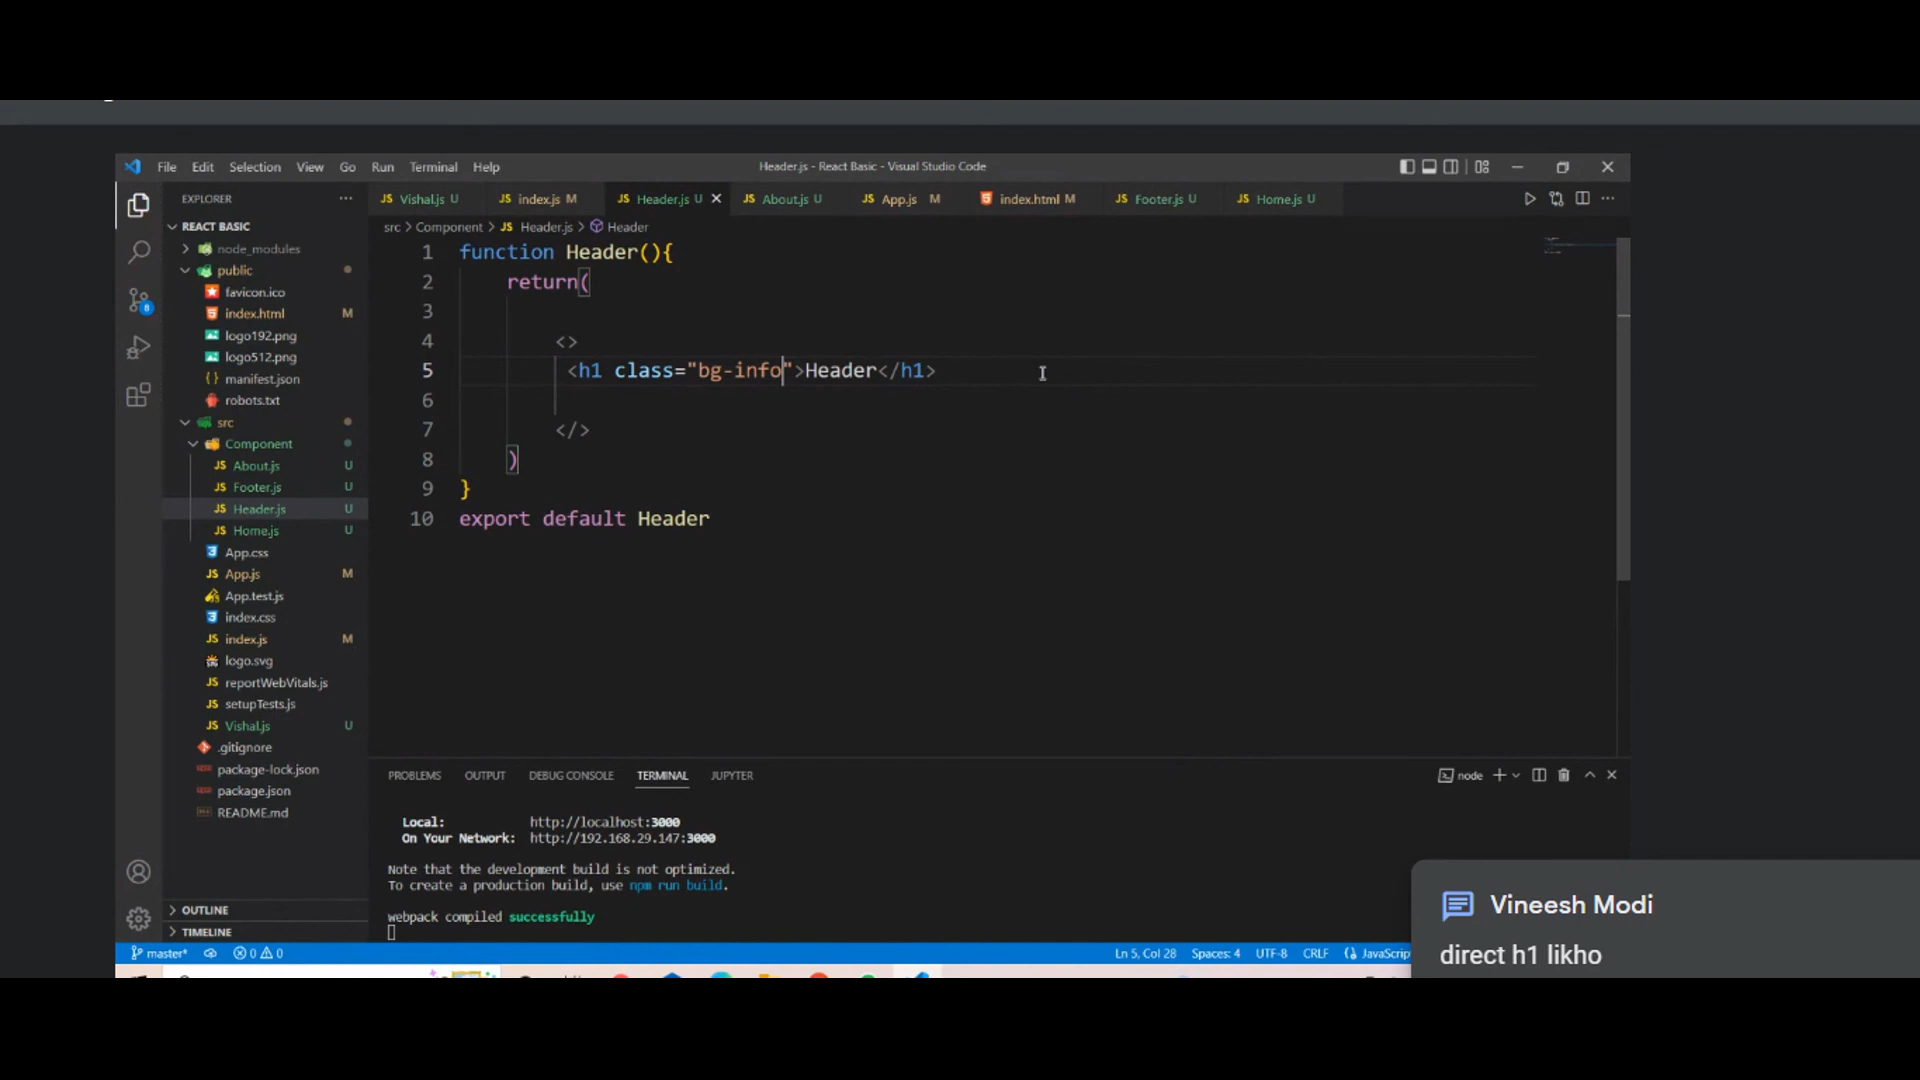 File Edit Selection View Go Run Terminal Help
Header.js - React Basic - Visual Studio Code
EXPLORER
REACT BASIC
node_modules
public
favicon.ico
index.html M
logo192.png
logo512.png
manifest.json
robots.txt
src
Component
About.js U
Footer.js U
Header.js U
Home.js U
App.css
App.js M
App.test.js
index.css
index.js M
logo.svg
reportWebVitals.js
setupTests.js
Vishal.js U
.gitignore
package-lock.json
package.json
README.md
OUTLINE
TIMELINE
Vishal.js U index.js M Header.js U About.js U App.js M index.html M Footer.js U Home.js U
src > Component > JS Header.js > Header
1 function Header(){
2 return(
3
4 <>
5 <h1 class="bg-info">Header</h1>
6
7 </>
8 )
9 }
10 export default Header
PROBLEMS OUTPUT DEBUG CONSOLE TERMINAL JUPYTER
node
Local: http://localhost:3000
On Your Network: http://192.168.29.147:3000
Note that the development build is not optimized.
To create a production build, use npm run build.
webpack compiled successfully
master* 0 0
Ln 5, Col 28 Spaces: 4 UTF-8 CRLF JavaScrip
8
Vineesh Modi
direct h1 likho